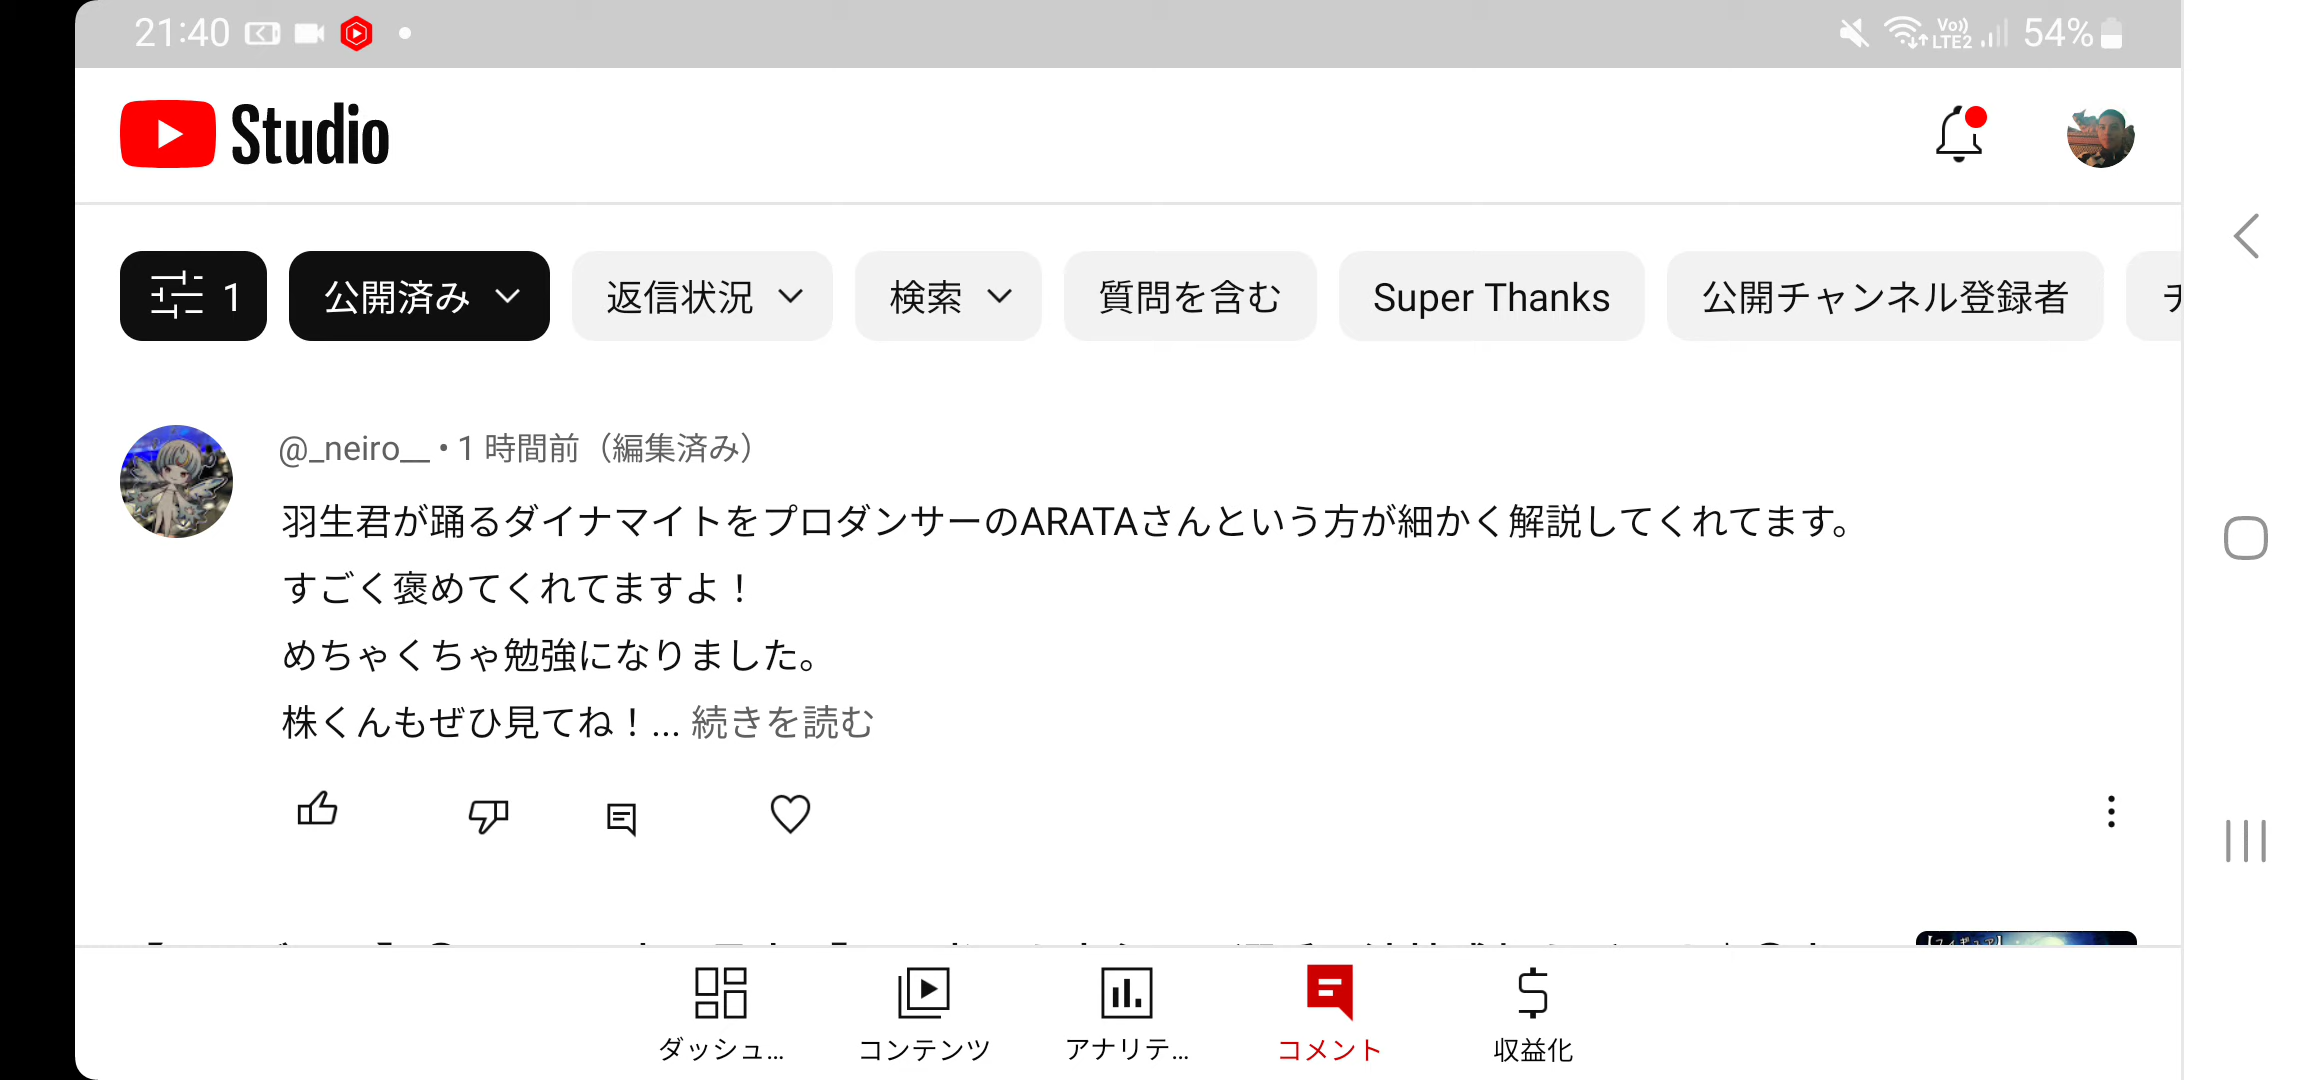 21:40
Vo)) LTE2 54%
Studio
1 公開済み 返信状況 検索 質問を含む Super Thanks 公開チャンネル登録者
@_neiro__ • 1 時間前（編集済み）
羽生君が踊るダイナマイトをプロダンサーのARATAさんという方が細かく解説してくれてます。
すごく褒めてくれてますよ！
めちゃくちゃ勉強になりました。
株くんもぜひ見てね！... 続きを読む
ダッシュ... コンテンツ アナリテ... コメント 収益化